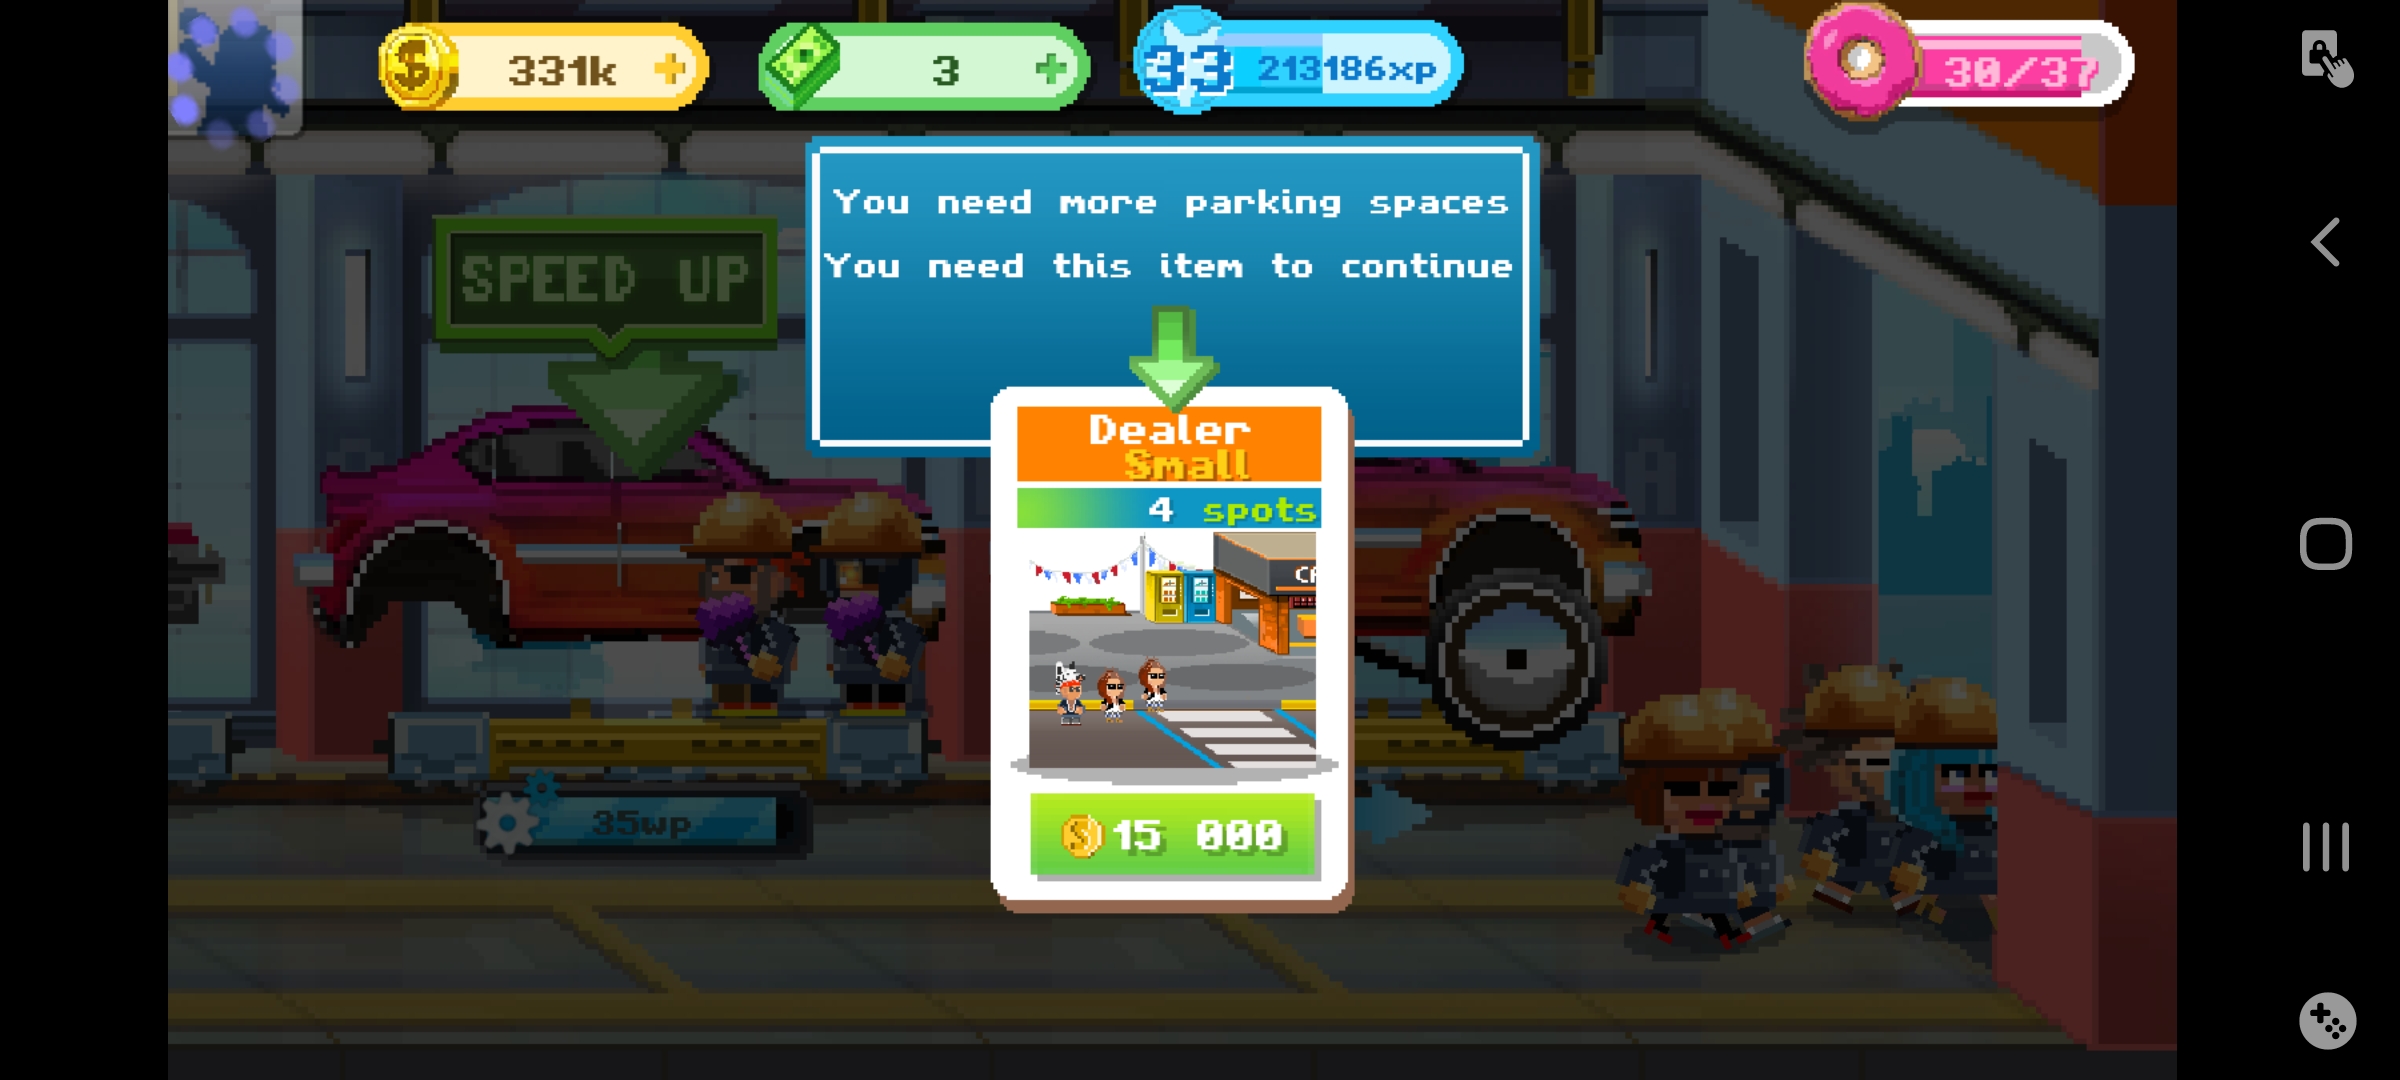 331k
3
33
213186xp
30/37
You need more parking spaces
You need this item to continue
SPEED UP
Dealer
Small
4 spots
15 000
35wp